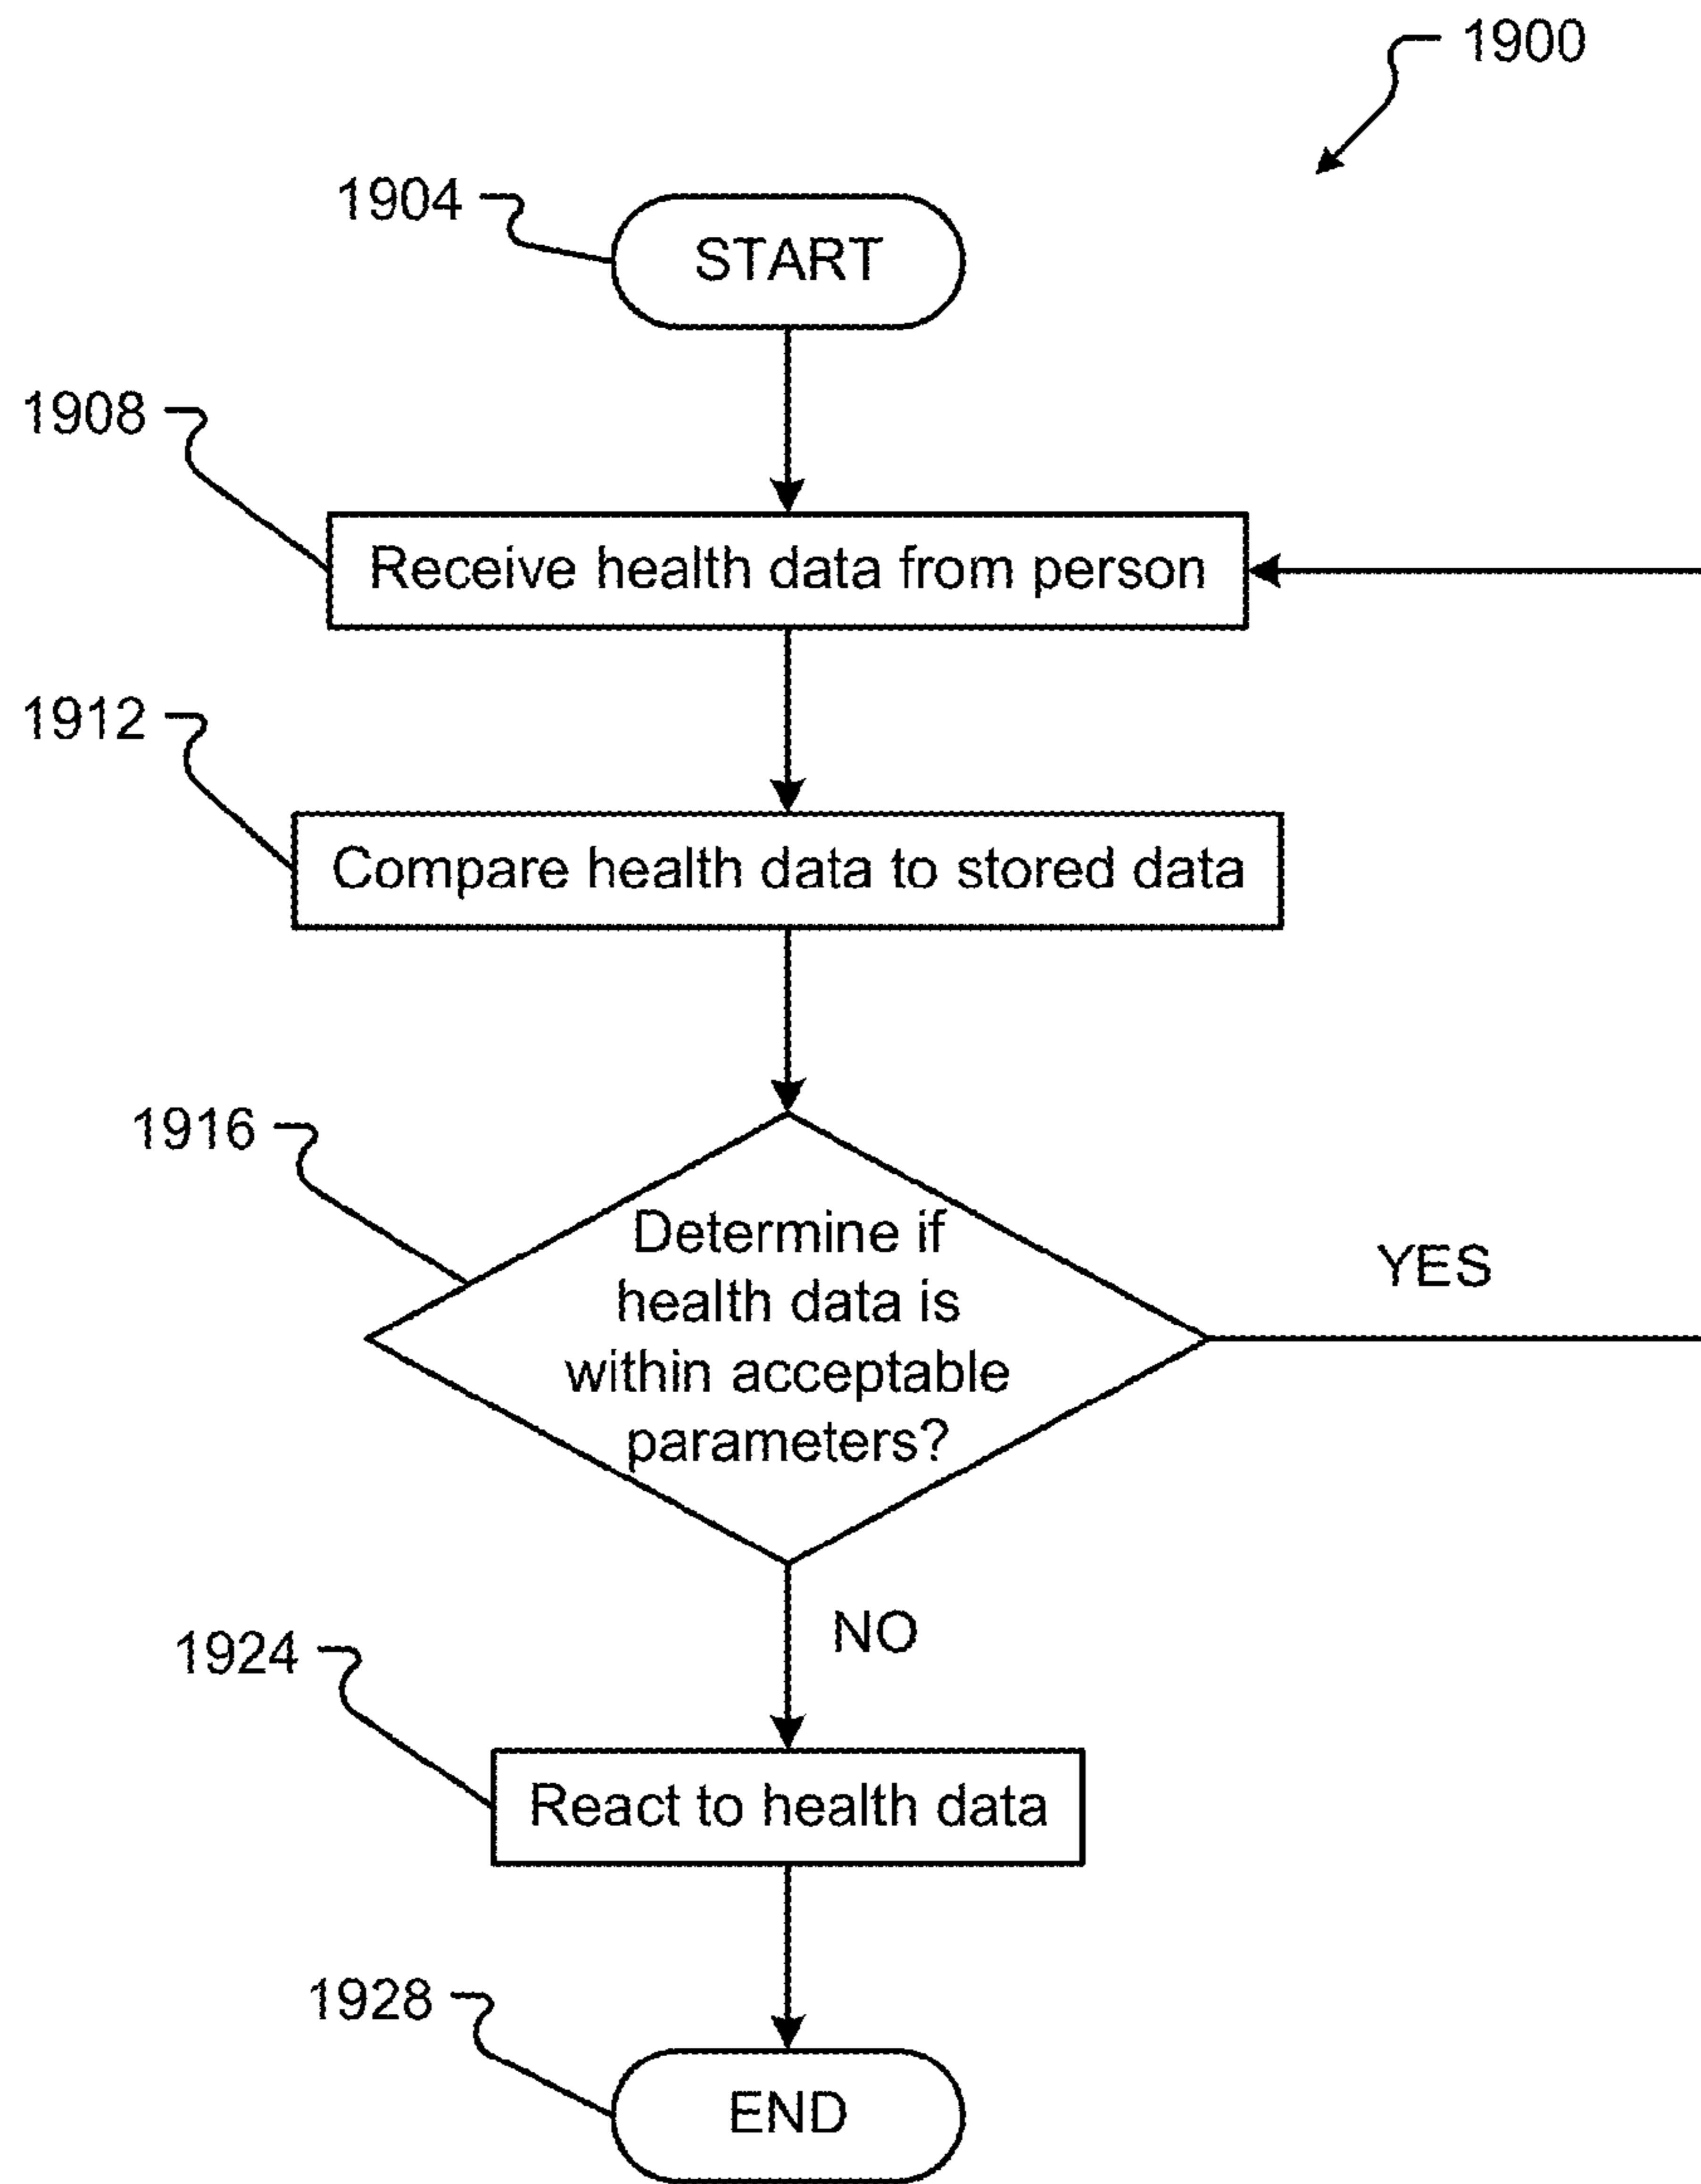 1900
1904
START
1908
Receive health data from person
1912
Compare health data to stored data
1916
Determine if
health data is
within acceptable
parameters?
YES
NO
1924
React to health data
1928
END